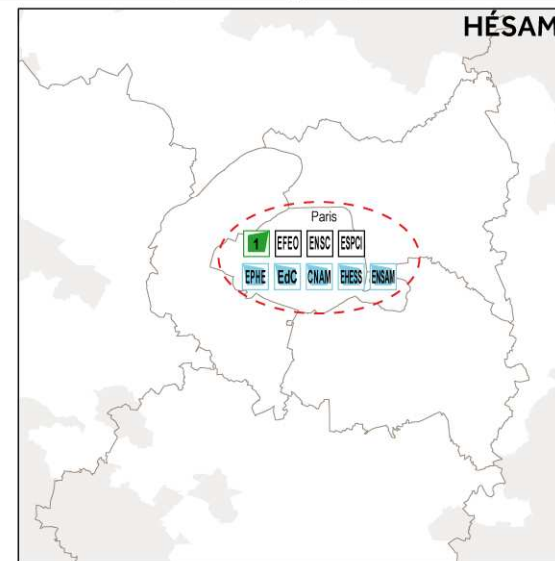 HÉSAM
Paris
1 EFEO ENSC ESPCI
EPHE EdC CNAM EHESS ENSAM